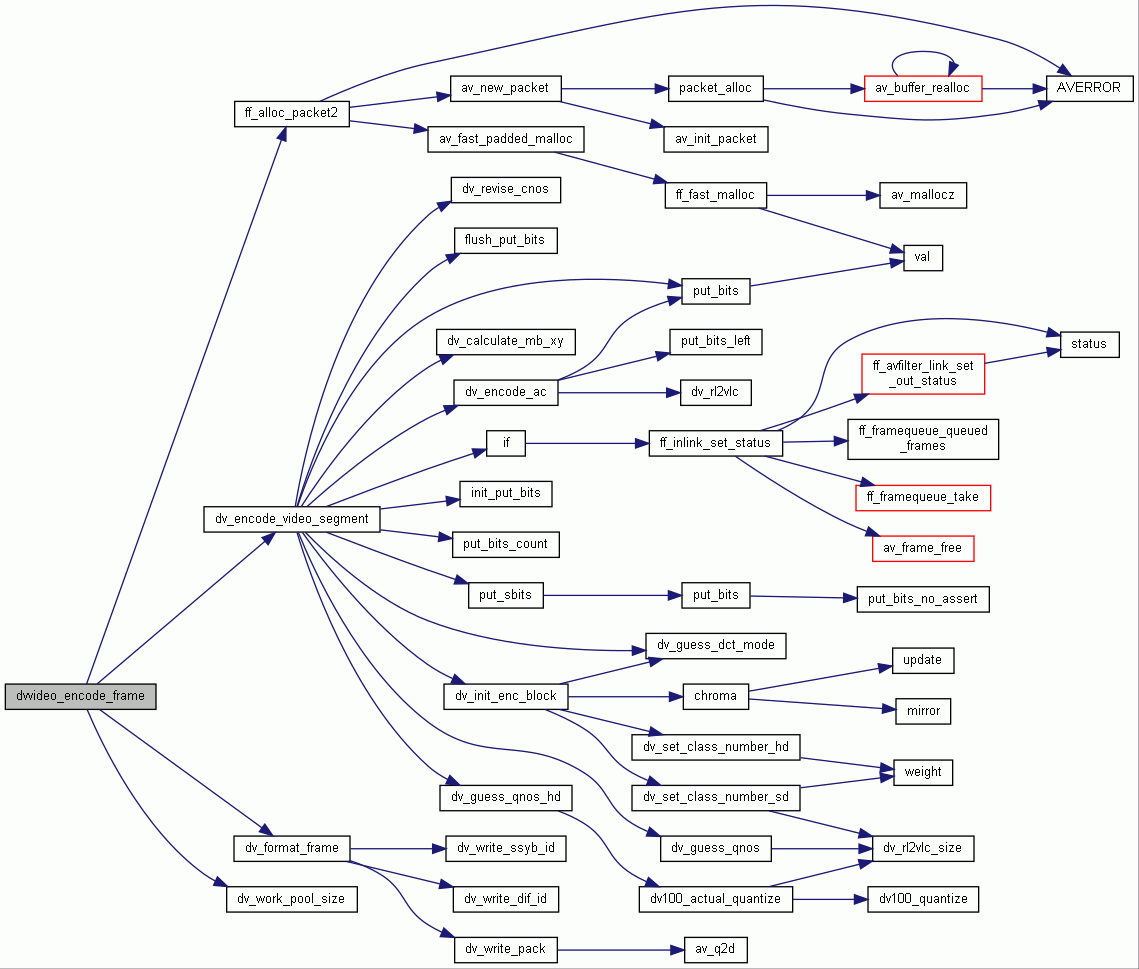 av_new_packet
packet_alloc
av_buffer_realloc
AVERROR
ff_alloc_packet2
av_fast_padded_malloc
av_init_packet
dv_revise_cnos
ff_fast_malloc
av_mallocz
flush_put_bits
val
put_bits
dv_calculate_mb_xy
put_bits_left
status
dv_encode_ac
dv_rl2vlc
ff_avfilter_link_set
_out_status
if
ff_inlink_set_status
ff_framequeue_queued
_frames
init_put_bits
ff_framequeue_take
dv_encode_video_segment
put_bits_count
av_frame_free
put_sbits
put_bits
put_bits_no_assert
dv_guess_dct_mode
update
dvvideo_encode_frame
dv_init_enc_block
chroma
mirror
dv_set_class_number_hd
weight
dv_guess_qnos_hd
dv_set_class_number_sd
dv_format_frame
dv_write_ssyb_id
dv_guess_qnos
dv_rl2vlc_size
dv_work_pool_size
dv_write_dif_id
dv100_actual_quantize
dv100_quantize
dv_write_pack
av_q2d